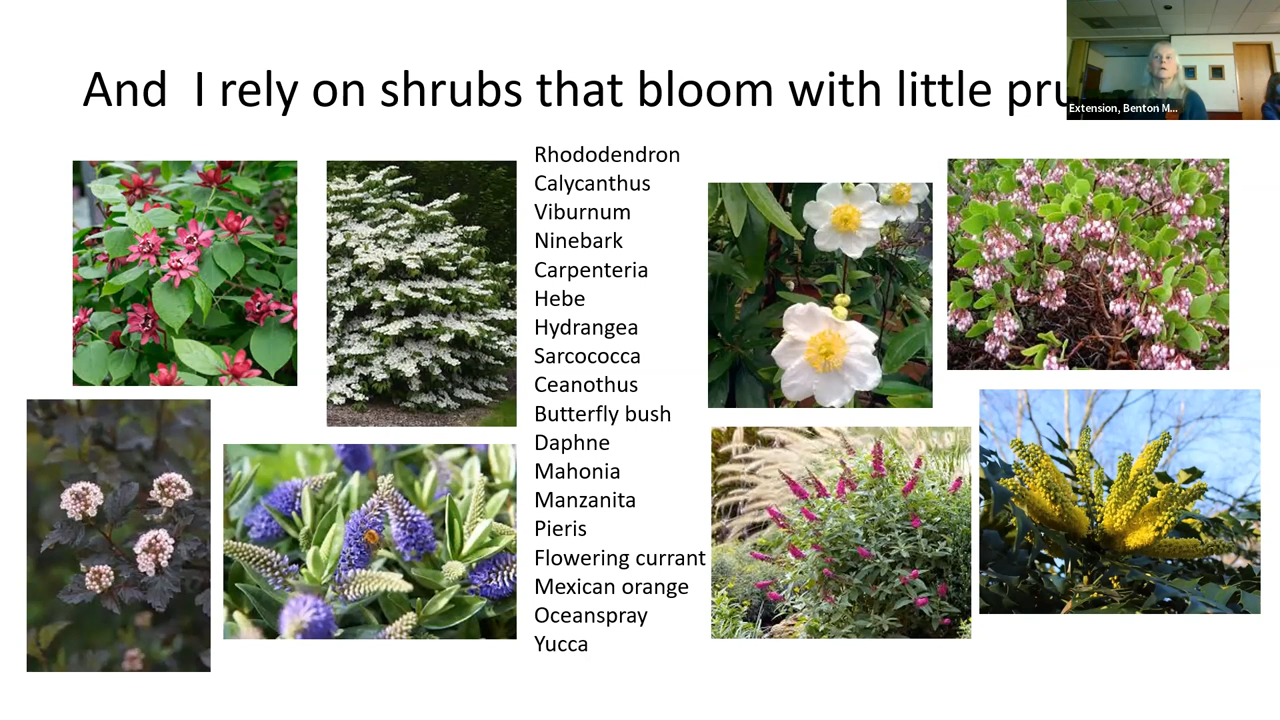 And I rely on shrubs that bloom with little pru
Extension, Benton M...
Rhododendron
Calycanthus
Viburnum
Ninebark
Carpenteria
Hebe
Hydrangea
Sarcococca
Ceanothus
Butterfly bush
Daphne
Mahonia
Manzanita
Pieris
Flowering currant
Mexican orange
Oceanspray
Yucca